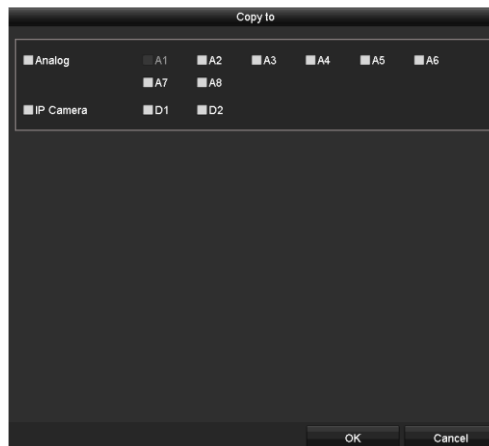 Copy to
Analog A1 A2 A3 A4 A5 A6
A7 A8
IP Camera D1 D2
OK Cancel